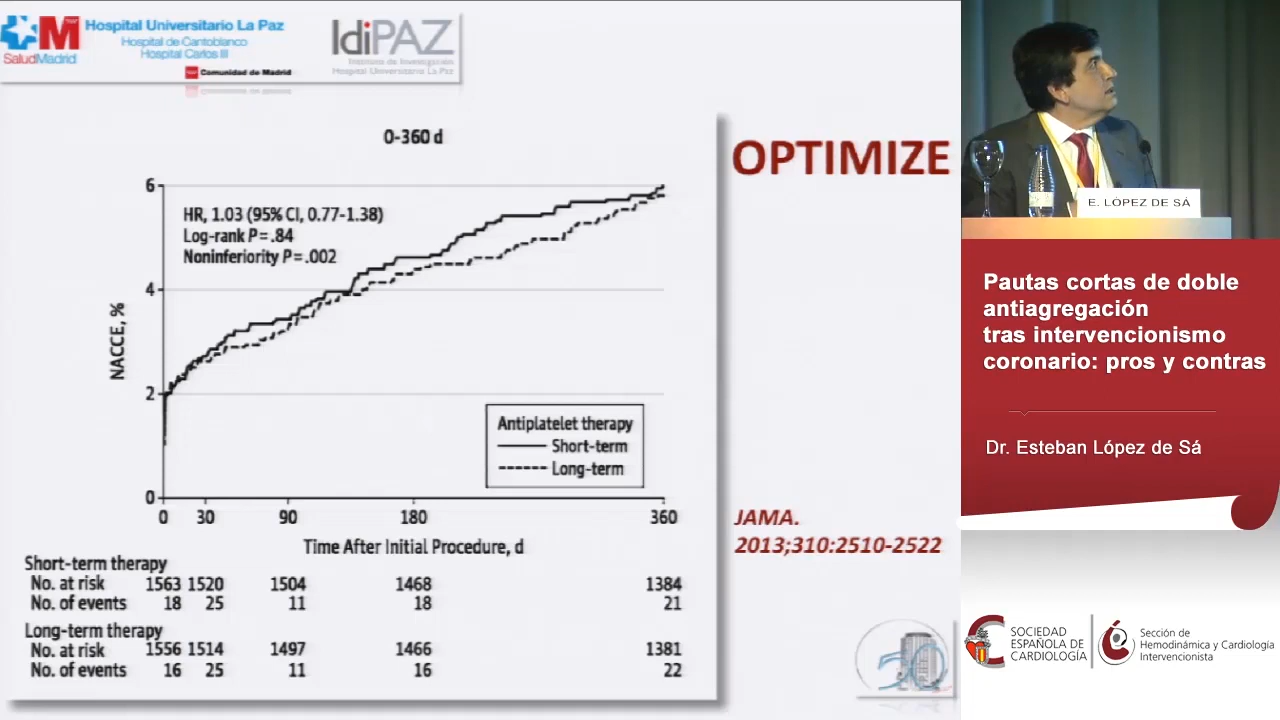 SaludMadrid
Hospital Universitario La Paz
Hospital de Cantoblanco
Hospital Carlos III
Comunidad de Madrid
IdiPAZ
Instituto de Investigación
Hospital Universitario La Paz
0-360 d
OPTIMIZE
HR, 1.03 (95% CI, 0.77-1.38)
Log-rank P=.84
Noninferiority P=.002
NACCE, %
6
4
2
0
Antiplatelet therapy
Short-term
Long-term
0 30 90 180 360
Time After Initial Procedure, d
Short-term therapy
No. at risk 1563 1520 1504 1468 1384
No. of events 18 25 11 18 21
Long-term therapy
No. at risk 1556 1514 1497 1466 1381
No. of events 16 25 11 16 22
JAMA.
2013;310:2510-2522
E. LÓPEZ DE SÁ
Pautas cortas de doble
antiagregación
tras intervencionismo
coronario: pros y contras
Dr. Esteban López de Sá
SOCIEDAD
ESPAÑOLA DE
CARDIOLOGÍA
Sección de
Hemodinámica y Cardiología
Intervencionista